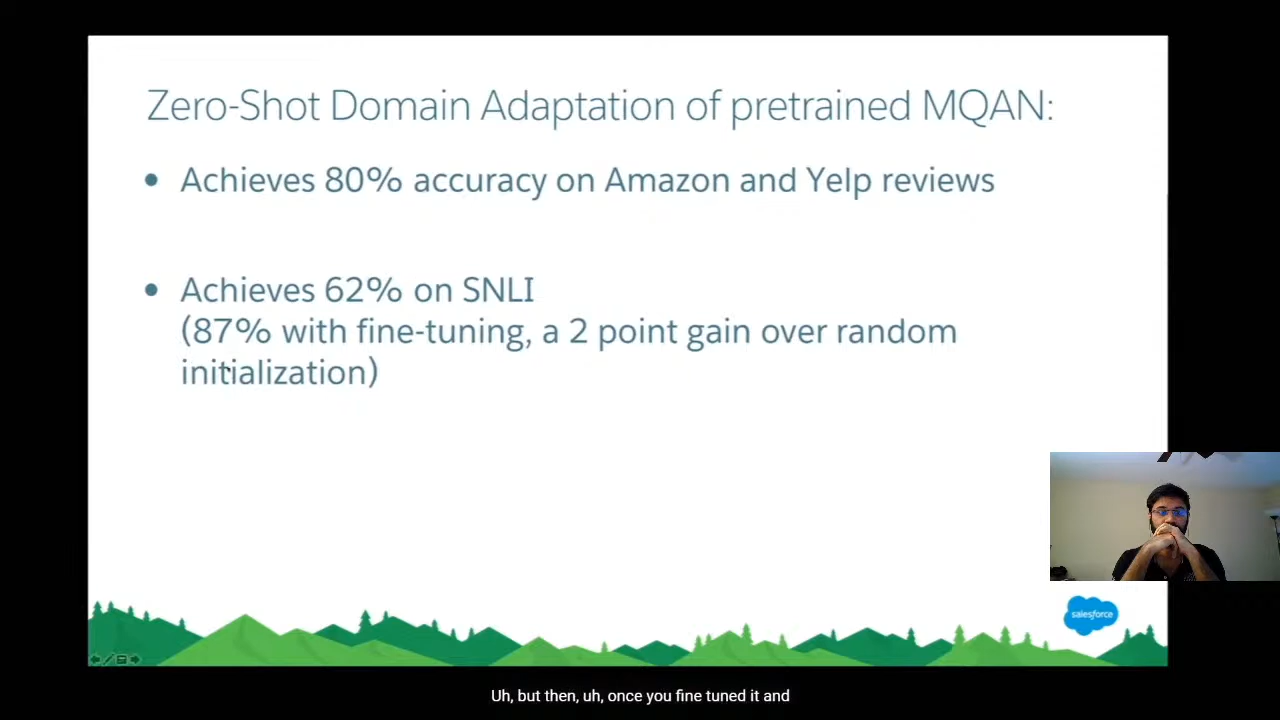 Zero-Shot Domain Adaptation of pretrained MQAN:
• Achieves 80% accuracy on Amazon and Yelp reviews
• Achieves 62% on SNLI
(87% with fine-tuning, a 2 point gain over random
initialization)
salesforce
Uh, but then, uh, once you fine tuned it and